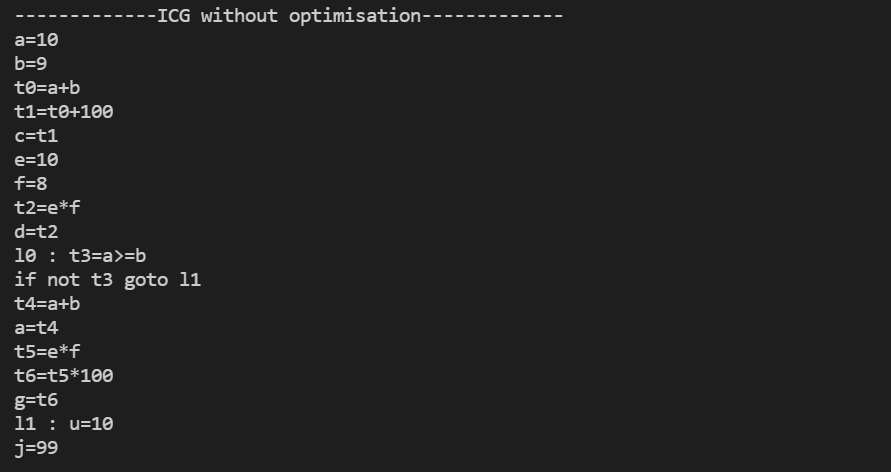 -------------ICG without optimisation-------------
a=10
b=9
t0=a+b
t1=t0+100
c=t1
e=10
f=8
t2=e*f
d=t2
l0 : t3=a>=b
if not t3 goto l1
t4=a+b
a=t4
t5=e*f
t6=t5*100
g=t6
l1 : u=10
j=99